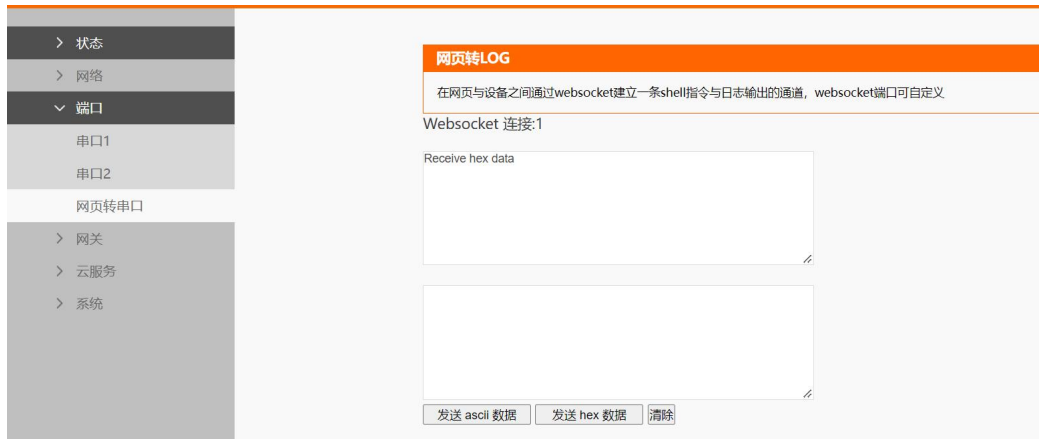 状态
网络
端口
串口1
串口2
网页转串口
网关
云服务
系统
网页转LOG
在网页与设备之间通过websocket建立一条shell指令与日志输出的通道，websocket端口可自定义
Websocket 连接:1
Receive hex data
发送 ascii 数据 发送 hex 数据 清除